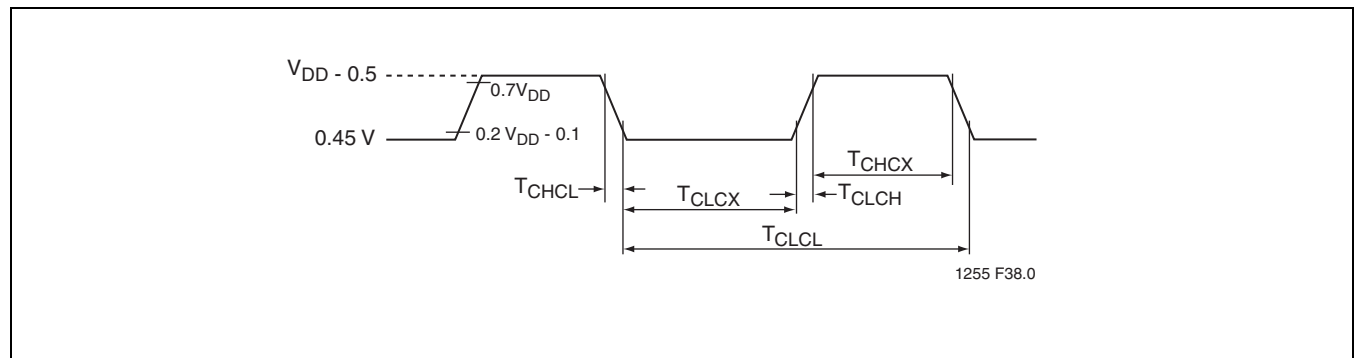 VDD - 0.5
0.7VDD
0.45 V
0.2 VDD - 0.1
TCHCX
TCHCL
TCLCX
TCLCH
TCLCL
1255 F38.0